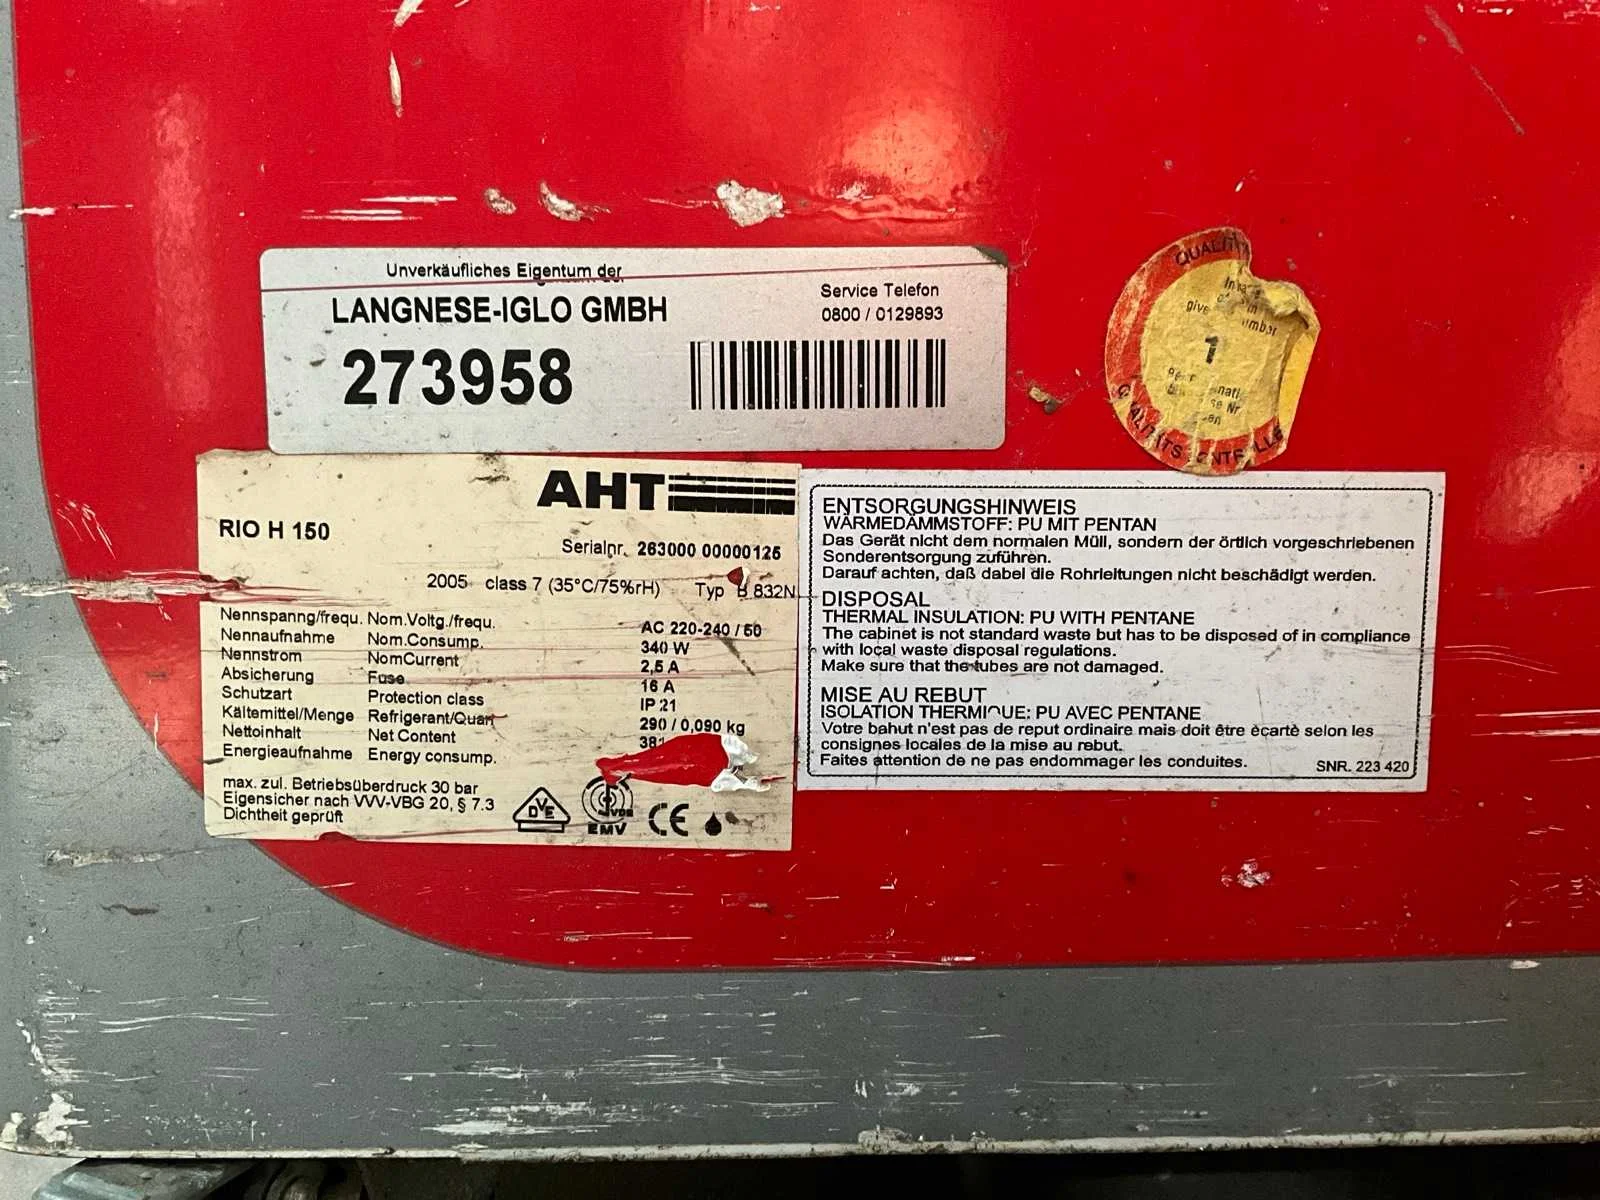 Unverkäufliches Eigentum der
LANGNESE-IGLO GMBH
273958
Service Telefon
0800 / 0129893
QUALITY
1
AHT
RIO H 150
Serialnr. 263000 00000125
2005 class 7 (35°C/75%rH) Typ B 832N
Nennspanng/frequ. Nom.Voltg./frequ. AC 220-240 / 50
Nennaufnahme Nom.Consump. 340 W
Nennstrom NomCurrent 2,5 A
Absicherung Fuse 16 A
Schutzart Protection class IP 21
Kältemittel/Menge Refrigerant/Quant 290 / 0,090 kg
Nettoinhalt Net Content
Energieaufnahme Energy consump.
max. zul. Betriebsüberdruck 30 bar
Eigensicher nach VVV-VBG 20, § 7.3
Dichtheit geprüft
DVE
VDE
EMV
CE
ENTSORGUNGSHINWEIS
WÄRMEDÄMMSTOFF: PU MIT PENTAN
Das Gerät nicht dem normalen Müll, sondern der örtlich vorgeschriebenen
Sonderentsorgung zuführen.
Darauf achten, daß dabei die Rohrleitungen nicht beschädigt werden.
DISPOSAL
THERMAL INSULATION: PU WITH PENTANE
The cabinet is not standard waste but has to be disposed of in compliance
with local waste disposal regulations.
Make sure that the tubes are not damaged.
MISE AU REBUT
ISOLATION THERMIQUE: PU AVEC PENTANE
Votre bahut n'est pas de reput ordinaire mais doit être ècartè selon les
consignes locales de la mise au rebut.
Faites attention de ne pas endommager les conduites.
SNR. 223 420